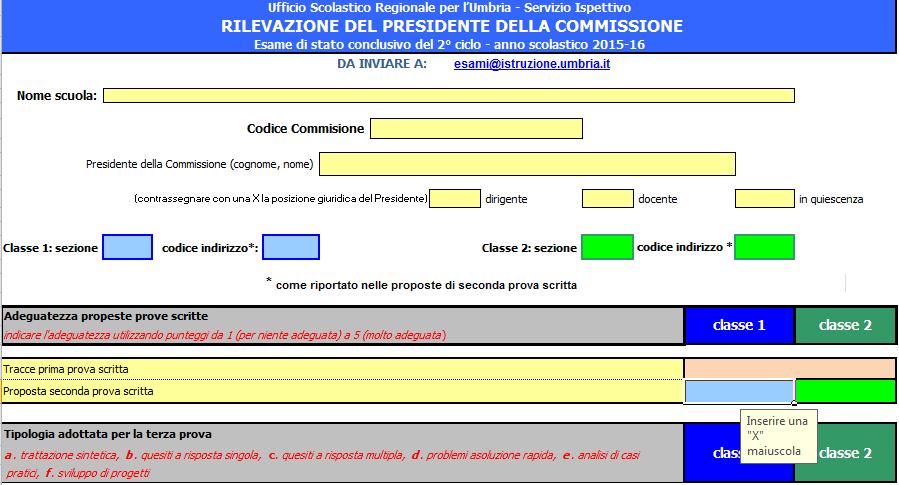 Ufficio Scolastico Regionale per l'Umbria - Servizio Ispettivo
RILEVAZIONE DEL PRESIDENTE DELLA COMMISSIONE
Esame di stato conclusivo del 2° ciclo - anno scolastico 2015-16
DA INVIARE A: esami@istruzione.umbria.it
Nome scuola:
Codice Commisione
Presidente della Commissione (cognome, nome)
(contrassegnare con una X la posizione giuridica del Presidente) dirigente docente in quiescenza
Classe 1: sezione codice indirizzo*: Classe 2: sezione codice indirizzo *
* come riportato nelle proposte di seconda prova scritta
Adeguatezza propeste prove scritte
indicare l'adeguatezza utilizzando punteggi da 1 (per niente adeguata) a 5 (molto adeguata)
classe 1 classe 2
Tracce prima prova scritta
Proposta seconda prova scritta
Inserire una
"X"
maiuscola
Tipologia adottata per la terza prova
a. trattazione sintetica, b. quesiti a risposta singola, c. quesiti a risposta multipla, d. problemi asoluzione rapida, e. analisi di casi
pratici, f. sviluppo di progetti
clas classe 2